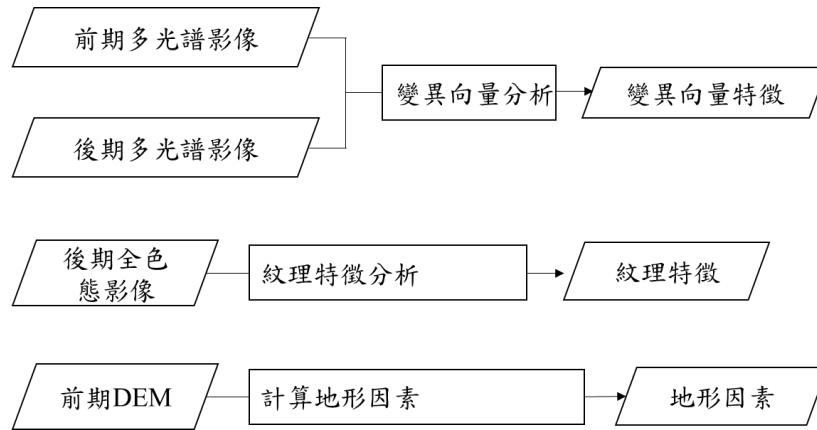 前期多光譜影像
變異向量分析
變異向量特徵
後期多光譜影像
後期全色
態影像
紋理特徵分析
紋理特徵
前期DEM
計算地形因素
地形因素